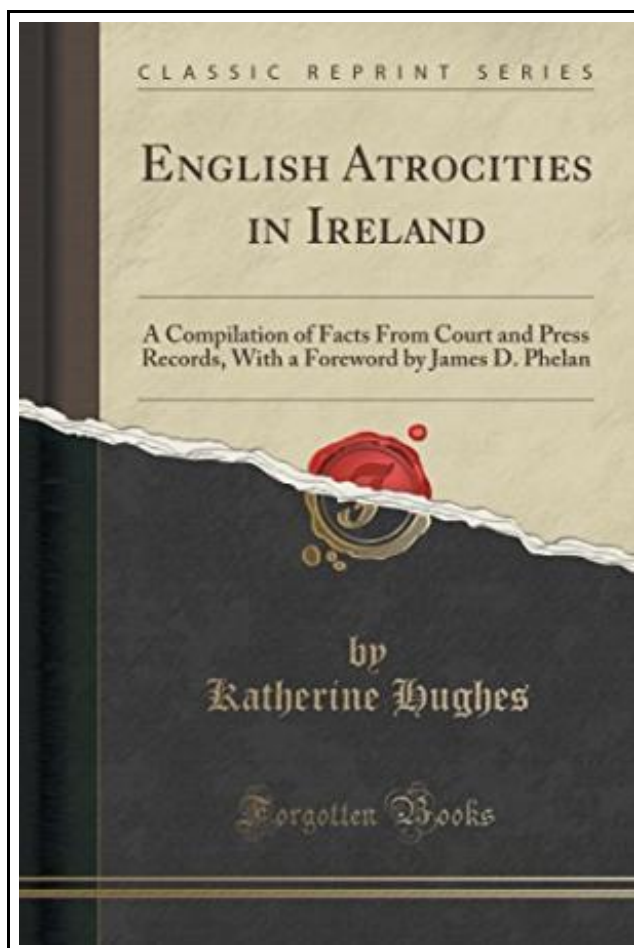 CLASSIC REPRINT SERIES
ENGLISH ATROCITIES
IN IRELAND
A Compilation of Facts From Court and Press
Records, With a Foreword by James D. Phelan
by
Katherine Hughes
Forgotten Books